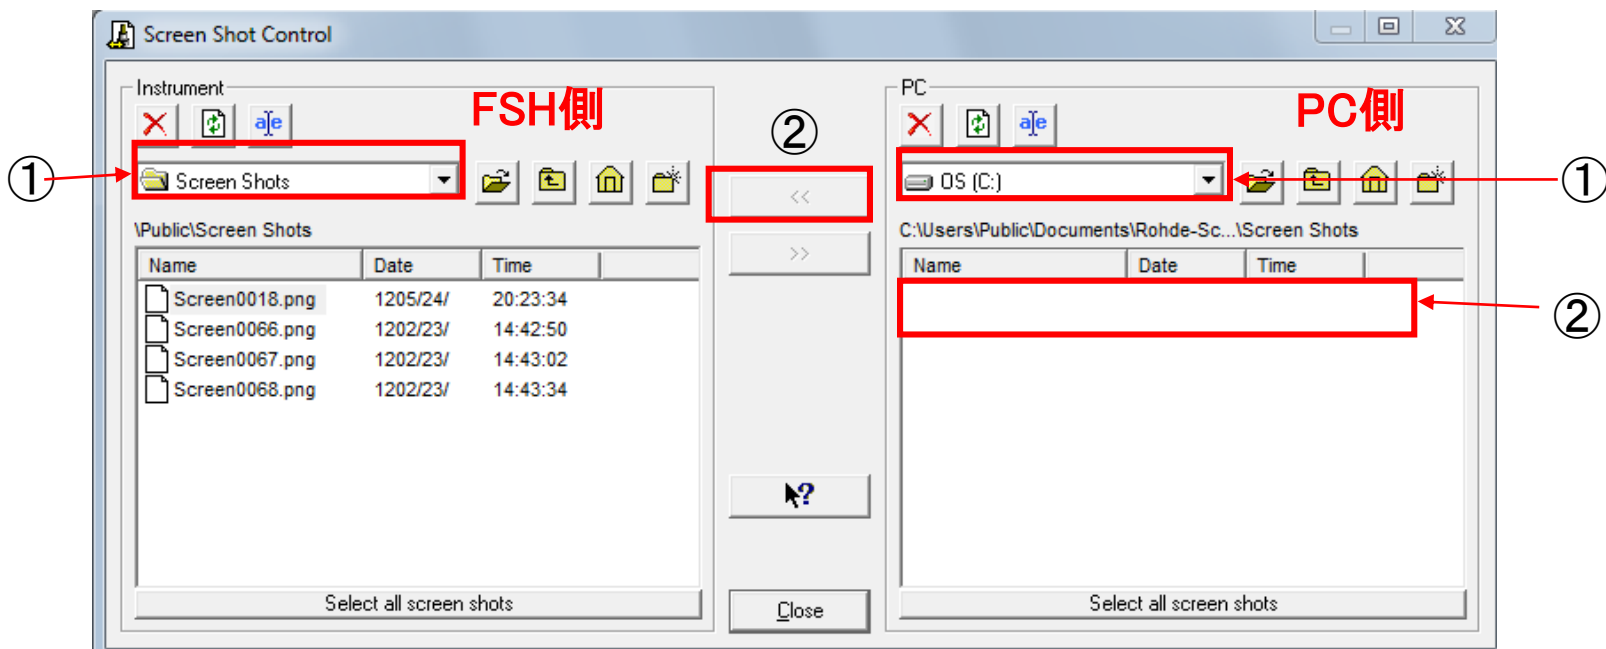 Screen Shot Control
Instrument
FSH側
②
PC
PC側
a|e
a|e
①
Screen Shots
<<
OS (C:)
①
\Public\Screen Shots
>>
C:\Users\Public\Documents\Rohde-Sc...\Screen Shots
Name Date Time
Name Date Time
Screen0018.png 1205/24/ 20:23:34
Screen0066.png 1202/23/ 14:42:50
Screen0067.png 1202/23/ 14:43:02
Screen0068.png 1202/23/ 14:43:34
②
?
Select all screen shots
Close
Select all screen shots